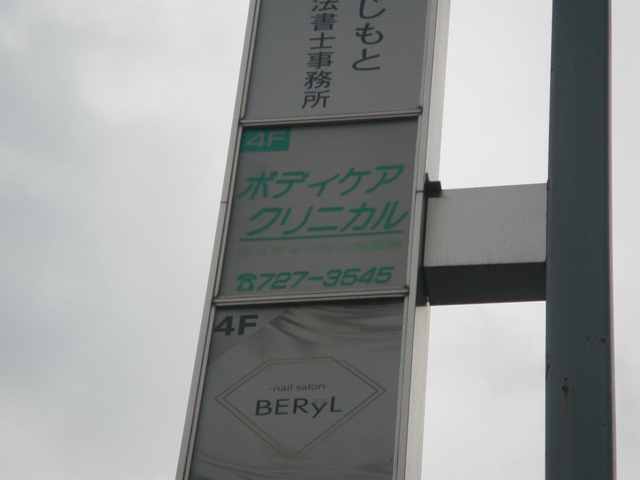 じもと
法書士事務所
4F
ボディケア
クリニカル
☎727-3545
4F
-nail salon-
BERyL